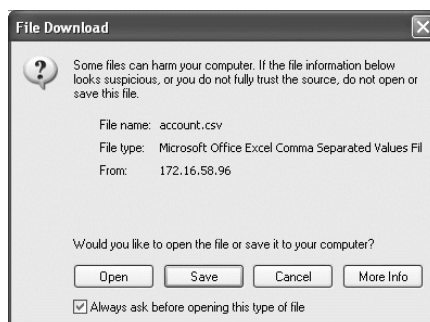 File Download
Some files can harm your computer. If the file information below
looks suspicious, or you do not fully trust the source, do not open or
save this file.
File name: account.csv
File type: Microsoft Office Excel Comma Separated Values Fil
From: 172.16.58.96
Would you like to open the file or save it to your computer?
Open Save Cancel More Info
Always ask before opening this type of file